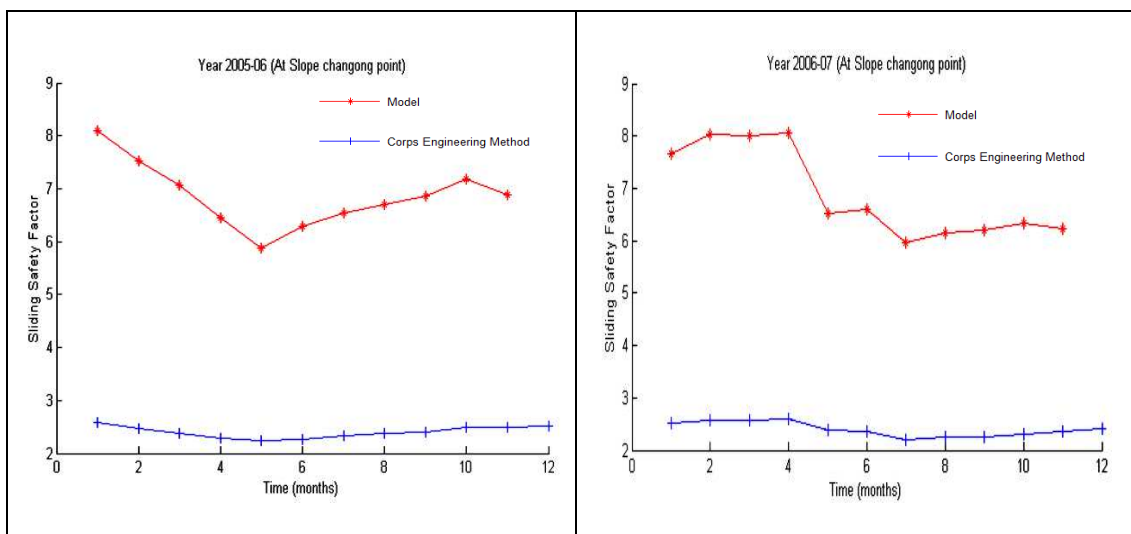 Year 2005-06 (At Slope changong point)
9
8
7
6
5
4
3
2
Sliding Safety Factor
Model
Corps Engineering Method
0 2 4 6 8 10 12
Time (months)
Year 2006-07 (At Slope changong point)
9
8
7
6
5
4
3
2
Sliding Safety Factor
Model
Corps Engineering Method
0 2 4 6 8 10 12
Time (months)